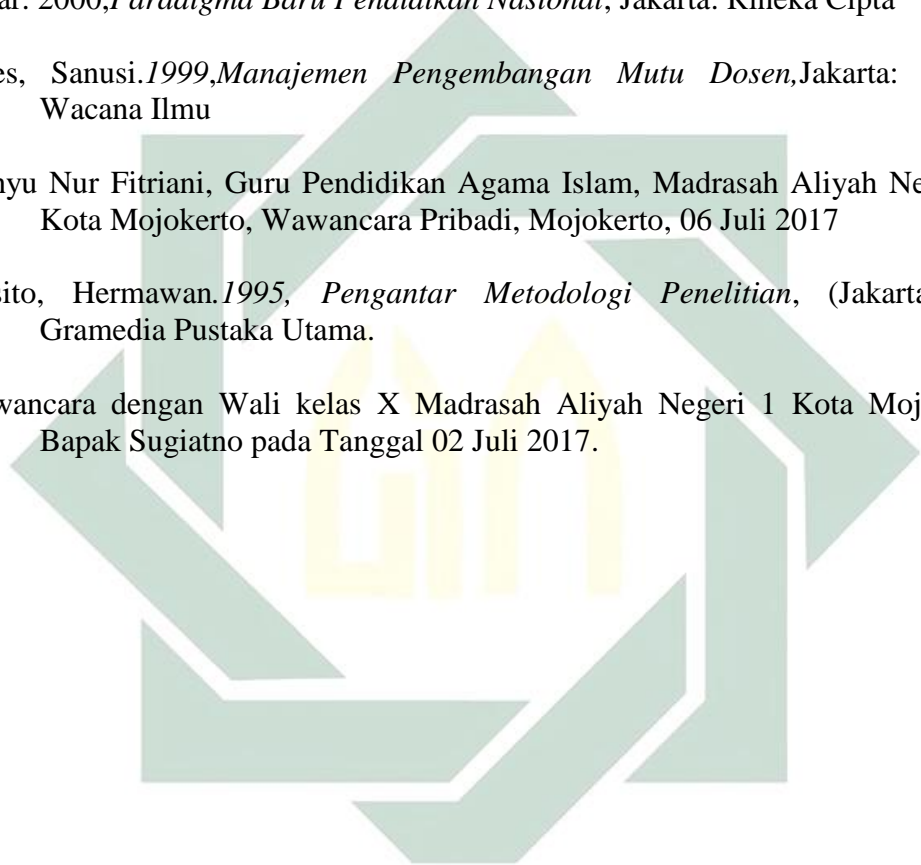 ar. 2000,Paradigma Baru Pendidikan Nasional, Jakarta: Rineka Cipta
es, Sanusi.1999,Manajemen Pengembangan Mutu Dosen,Jakarta:
Wacana Ilmu
nyu Nur Fitriani, Guru Pendidikan Agama Islam, Madrasah Aliyah Ne
Kota Mojokerto, Wawancara Pribadi, Mojokerto, 06 Juli 2017
sito, Hermawan.1995, Pengantar Metodologi Penelitian, (Jakarta
Gramedia Pustaka Utama.
wancara dengan Wali kelas X Madrasah Aliyah Negeri 1 Kota Moj
Bapak Sugiatno pada Tanggal 02 Juli 2017.